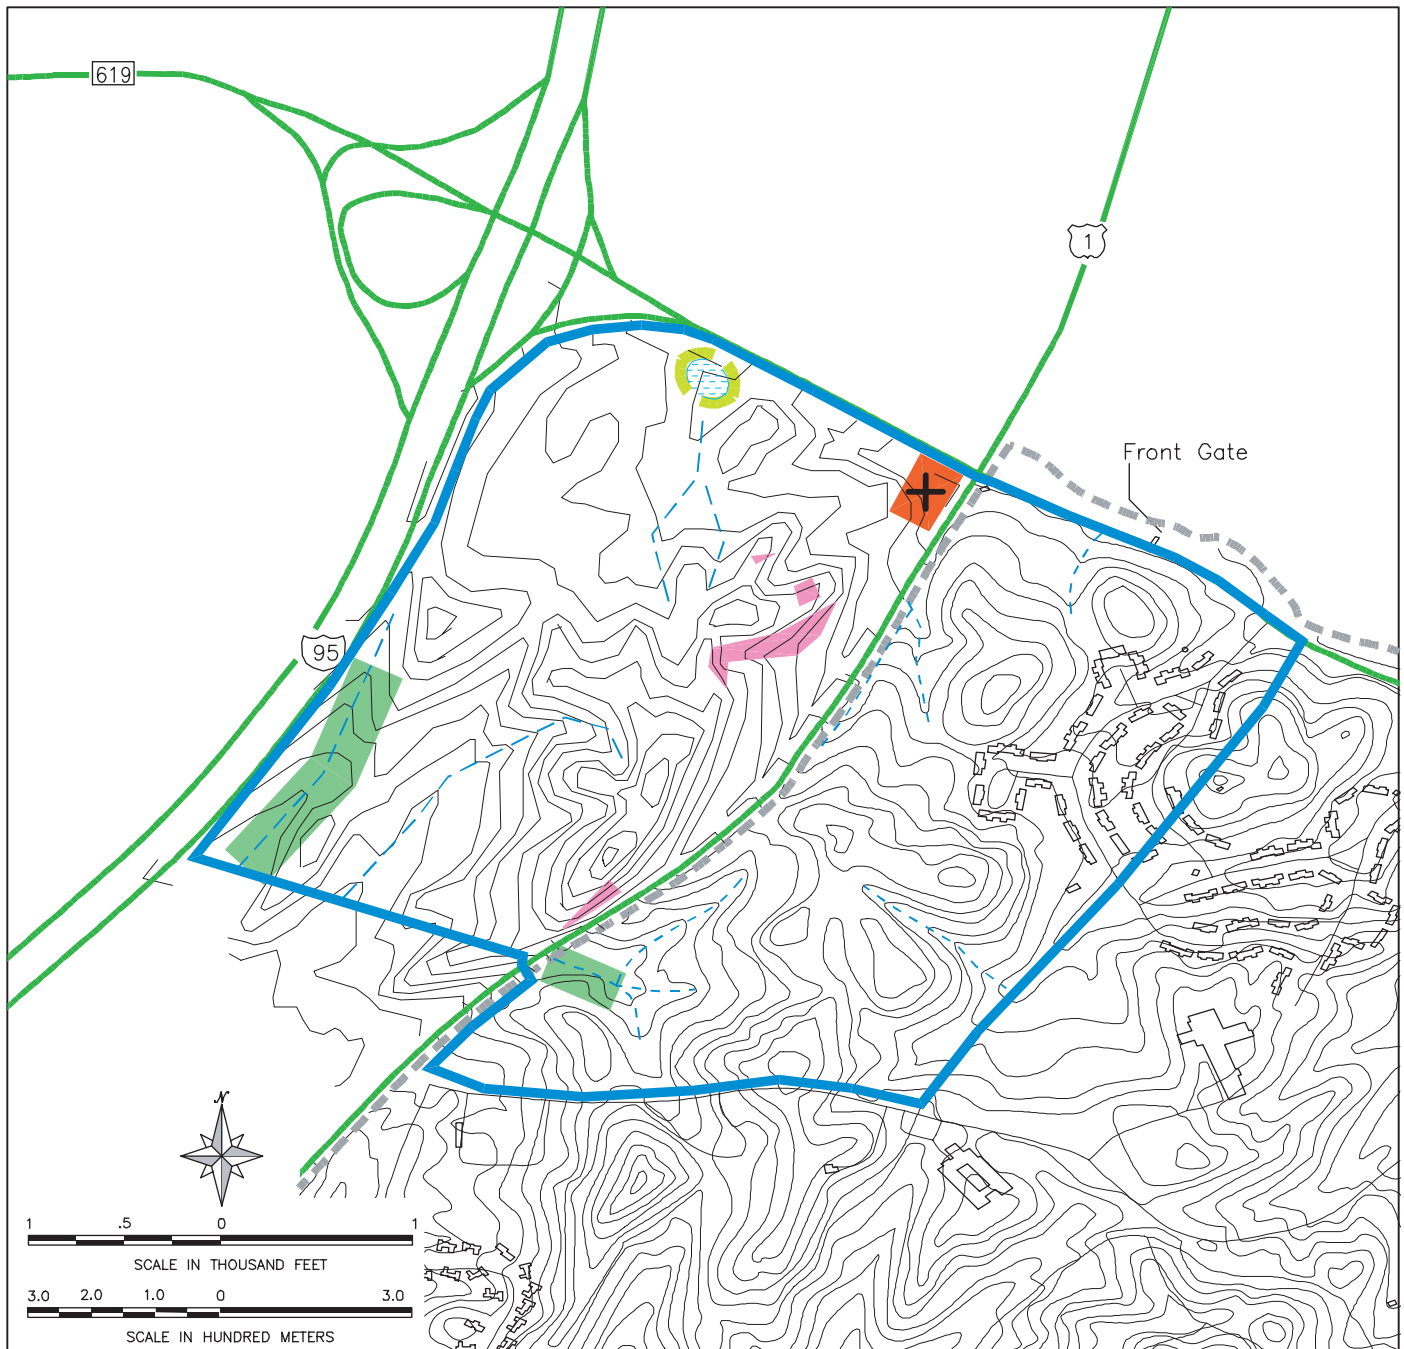 619
1
Front Gate
95
N
1 .5 0 1
SCALE IN THOUSAND FEET
3.0 2.0 1.0 0 3.0
SCALE IN HUNDRED METERS